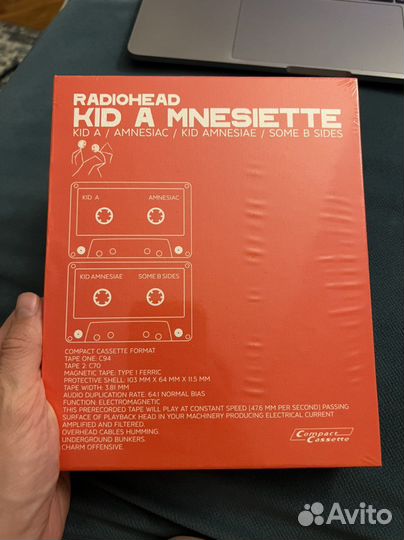 RADIOHEAD
KID A MNESIETTE
KID A / AMNESIAC / KID AMNESIAE / SOME B SIDES
KID A AMNESIAC
KID AMNESIAE SOME B SIDES
COMPACT CASSETTE FORMAT
TAPE ONE: C94
TAPE 2: C70
MAGNETIC TAPE: TYPE 1 FERRIC
PROTECTIVE SHELL: 103 MM X 64 MM X 11.5 MM
TAPE WIDTH: 3.81 MM
AUDIO DUPLICATION RATE: 64:1 NORMAL BIAS
FUNCTION: ELECTROMAGNETIC
THIS PRERECORDED TAPE WILL PLAY AT CONSTANT SPEED (47.6 MM PER SECOND) PASSING
SURFACE OF PLAYBACK HEAD IN YOUR MACHINERY PRODUCING ELECTRICAL CURRENT
AMPLIFIED AND FILTERED.
OVERHEAD CABLES HUMMING.
UNDERGROUND BUNKERS.
CHARM OFFENSIVE.
Compact
Cassette
Avito